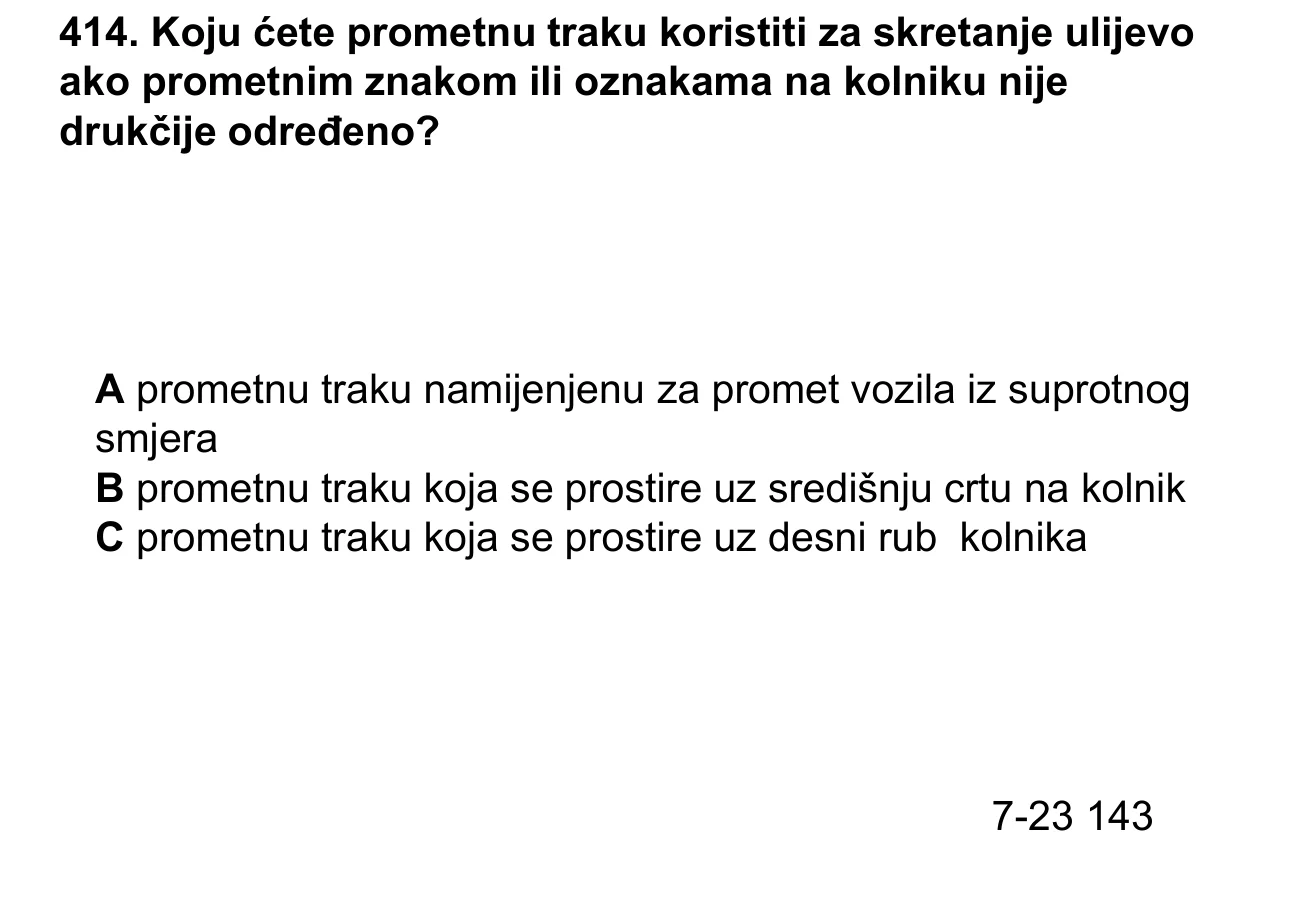 414. Koju ćete prometnu traku koristiti za skretanje ulijevo
ako prometnim znakom ili oznakama na kolniku nije
drukčije određeno?
A prometnu traku namijenjenu za promet vozila iz suprotnog
smjera
B prometnu traku koja se prostire uz središnju crtu na kolnik
C prometnu traku koja se prostire uz desni rub  kolnika
7-23 143